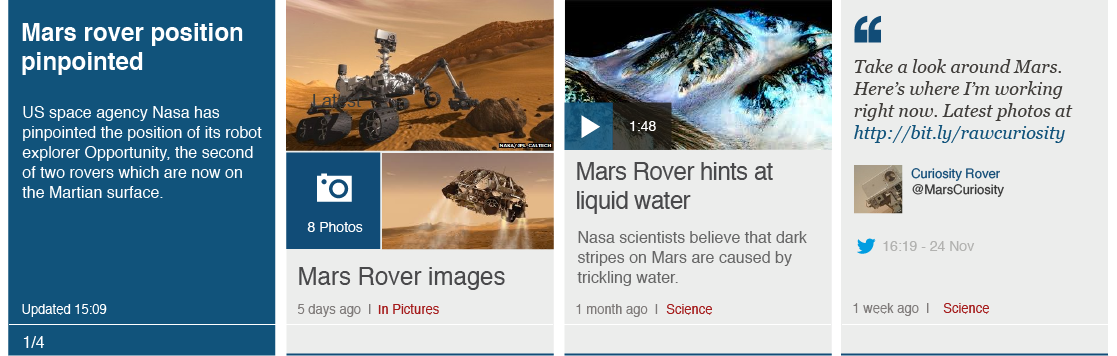 Mars rover position
pinpointed
US space agency Nasa has
pinpointed the position of its robot
explorer Opportunity, the second
of two rovers which are now on
the Martian surface.
Updated 15:09
1/4
Latest
NASA/JPL-CALTECH
8 Photos
Mars Rover images
5 days ago | In Pictures
1:48
Mars Rover hints at
liquid water
Nasa scientists believe that dark
stripes on Mars are caused by
trickling water.
1 month ago | Science
“
Take a look around Mars.
Here’s where I’m working
right now. Latest photos at
http://bit.ly/rawcuriosity
Curiosity Rover
@MarsCuriosity
16:19 - 24 Nov
1 week ago | Science